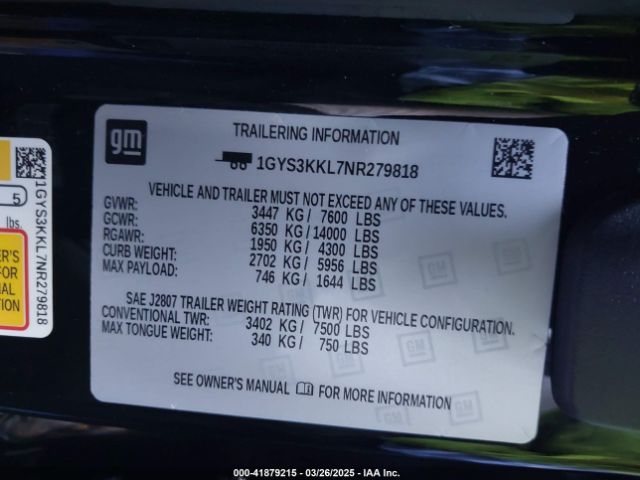 gm
TRAILERING INFORMATION
1GYS3KKL7NR279818
VEHICLE AND TRAILER MUST NOT EXCEED ANY OF THESE VALUES.
GVWR: 3447 KG / 7600 LBS
GCWR: 6350 KG / 14000 LBS
RGAWR: 1950 KG / 4300 LBS
CURB WEIGHT: 2702 KG / 5956 LBS
MAX PAYLOAD: 746 KG / 1644 LBS
SAE J2807 TRAILER WEIGHT RATING (TWR) FOR VEHICLE CONFIGURATION.
CONVENTIONAL TWR: 3402 KG / 7500 LBS
MAX TONGUE WEIGHT: 340 KG / 750 LBS
SEE OWNER'S MANUAL FOR MORE INFORMATION
1GYS3KKL7NR279818
5
lbs
FOR
000-41879215 - 03/26/2025 - IAA Inc.